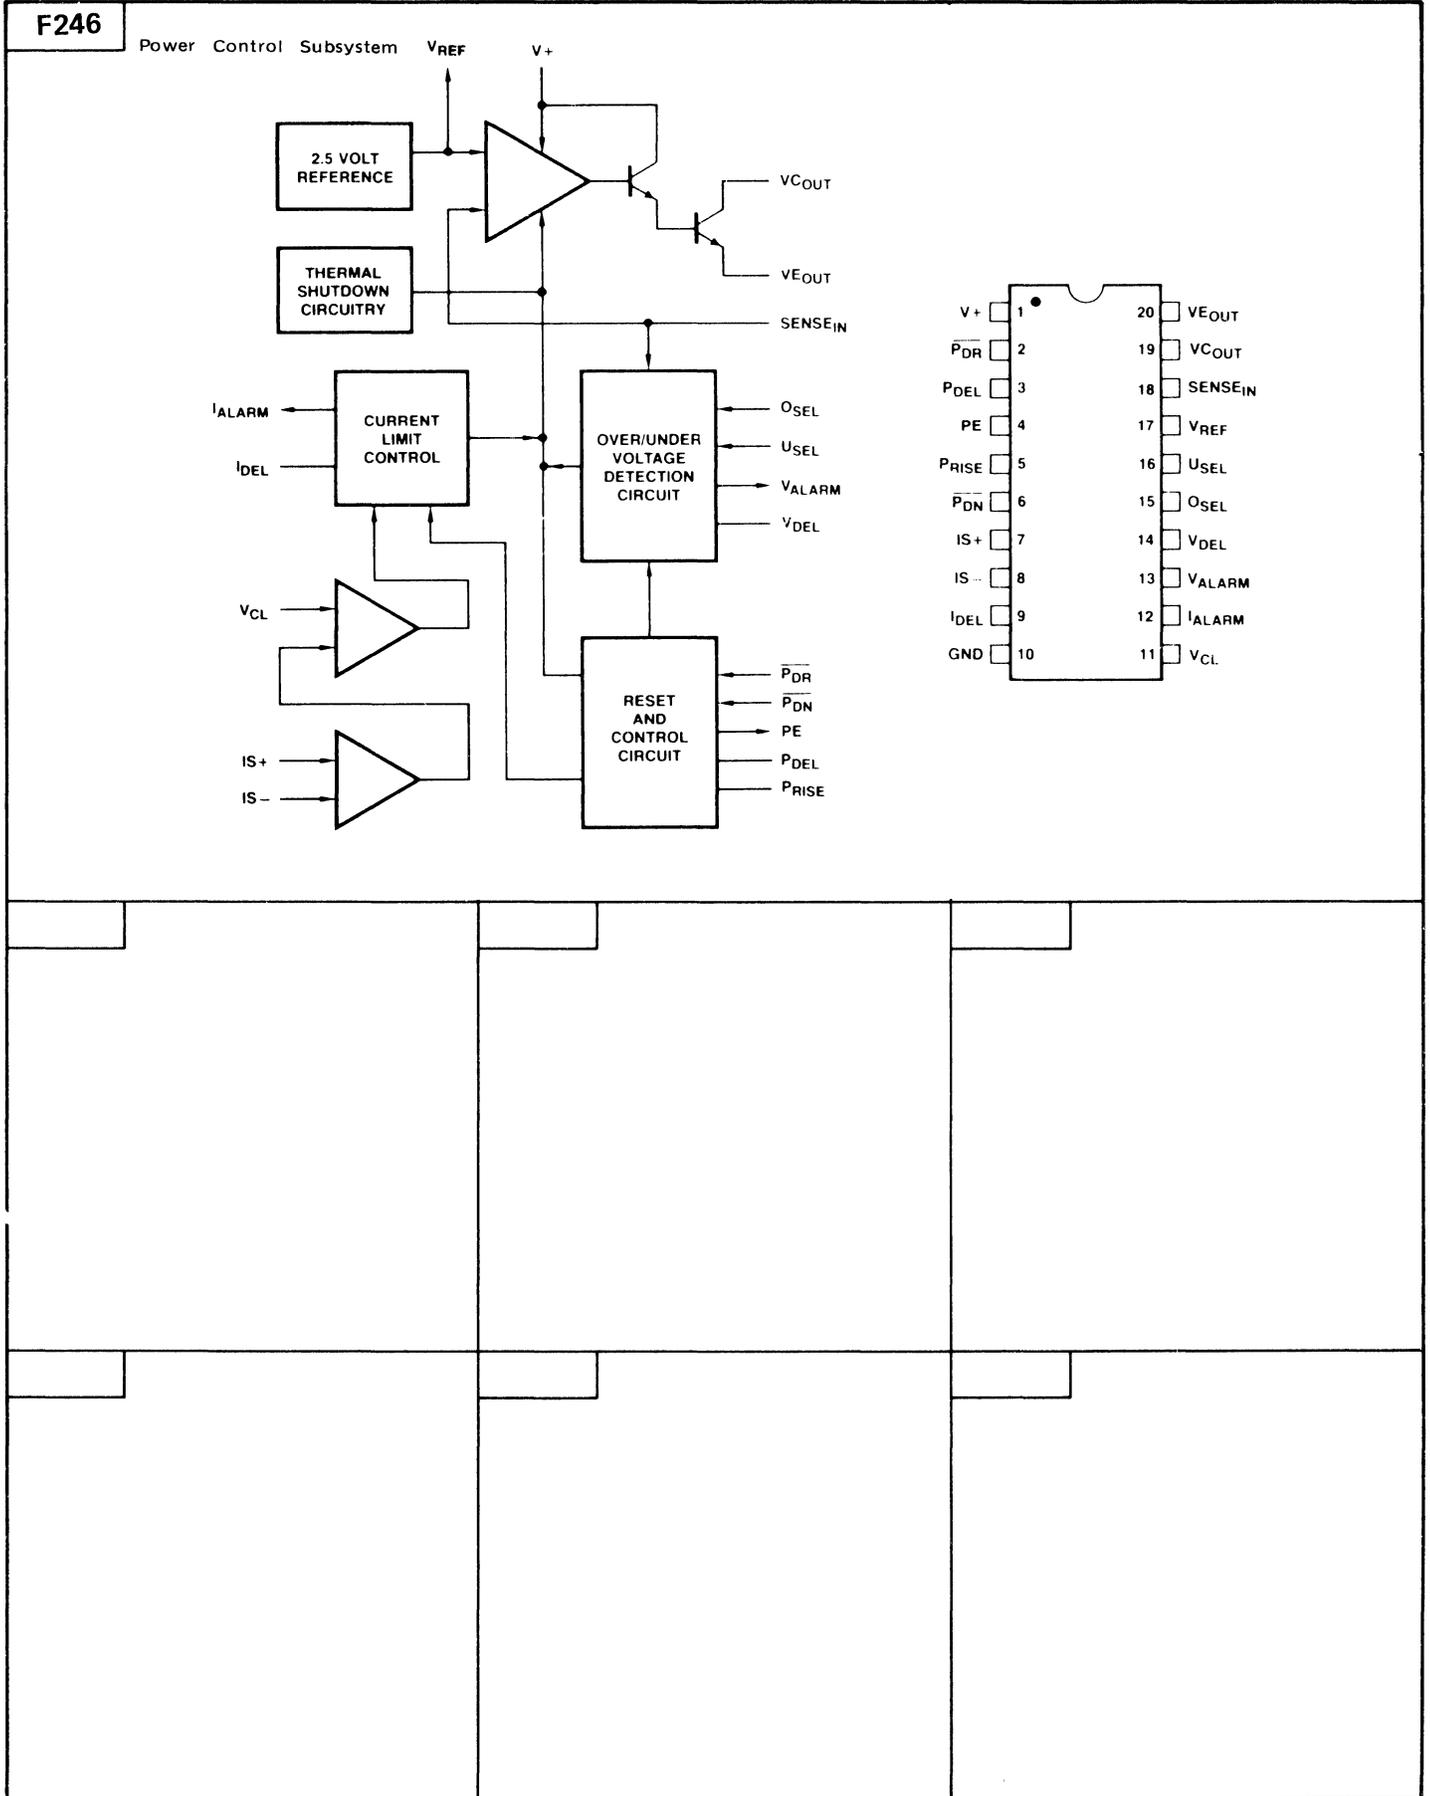 F246
Power Control Subsystem
VREF
V+
2.5 VOLT
REFERENCE
VCOUT
THERMAL
SHUTDOWN
CIRCUITRY
VEOUT
SENSEIN
IALARM
IDEL
CURRENT
LIMIT
CONTROL
OVER/UNDER
VOLTAGE
DETECTION
CIRCUIT
OSEL
USEL
VALARM
VDEL
VCL
IS+
IS−
RESET
AND
CONTROL
CIRCUIT
PDR
PDN
PE
PDEL
PRISE
V+ 1 20 VEOUT
PDR 2 19 VCOUT
PDEL 3 18 SENSEIN
PE 4 17 VREF
PRISE 5 16 USEL
PDN 6 15 OSEL
IS+ 7 14 VDEL
IS− 8 13 VALARM
IDEL 9 12 IALARM
GND 10 11 VCL